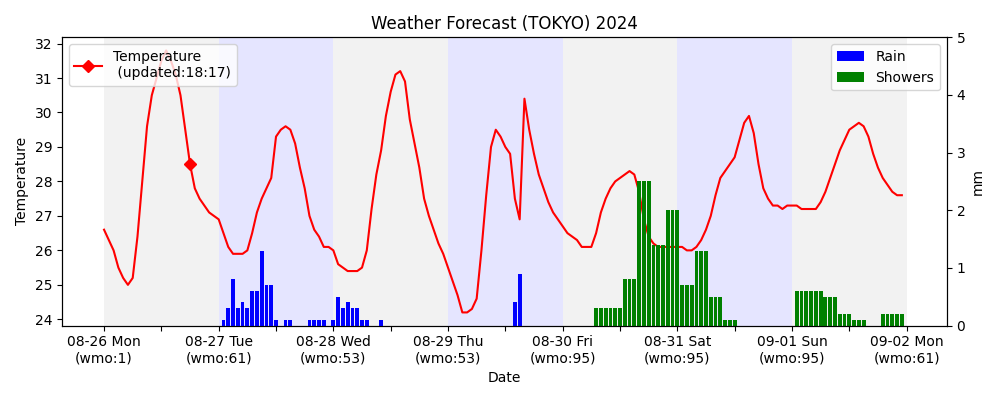 Weather Forecast (TOKYO) 2024
Temperature
(updated:18:17)
Rain
Showers
32
31
30
29
28
27
26
25
24
Temperature
5
4
3
2
1
0
mm
08-26 Mon
(wmo:1)
08-27 Tue
(wmo:61)
08-28 Wed
(wmo:53)
08-29 Thu
(wmo:53)
08-30 Fri
(wmo:95)
08-31 Sat
(wmo:95)
09-01 Sun
(wmo:95)
09-02 Mon
(wmo:61)
Date